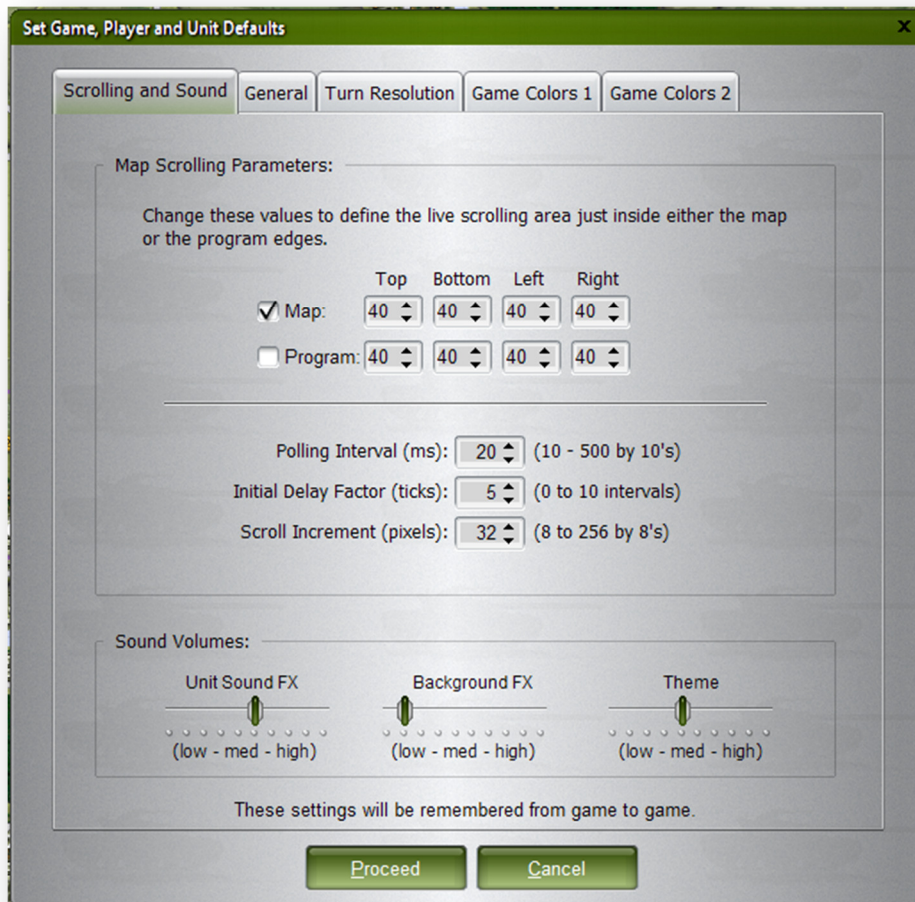 Set Game, Player and Unit Defaults
x
Scrolling and Sound General Turn Resolution Game Colors 1 Game Colors 2
Map Scrolling Parameters:
Change these values to define the live scrolling area just inside either the map
or the program edges.
Top Bottom Left Right
Map: 40 40 40 40
Program: 40 40 40 40
Polling Interval (ms): 20 (10 - 500 by 10's)
Initial Delay Factor (ticks): 5 (0 to 10 intervals)
Scroll Increment (pixels): 32 (8 to 256 by 8's)
Sound Volumes:
Unit Sound FX Background FX Theme
(low - med - high) (low - med - high) (low - med - high)
These settings will be remembered from game to game.
Proceed Cancel